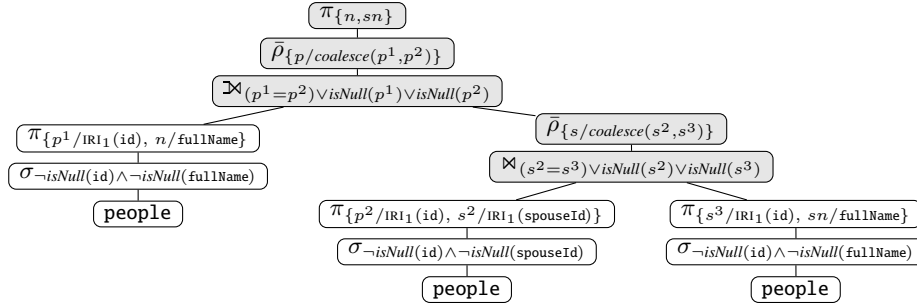 π{n,sn}
ρ̄{p/coalesce(p¹,p²)}
⟕(p¹=p²)∨isNull(p¹)∨isNull(p²)
π{p¹/IRI₁(id), n/fullName}
ρ̄{s/coalesce(s²,s³)}
σ¬isNull(id)∧¬isNull(fullName)
⋈(s²=s³)∨isNull(s²)∨isNull(s³)
people
π{p²/IRI₁(id), s²/IRI₁(spouseId)}
π{s³/IRI₁(id), sn/fullName}
σ¬isNull(id)∧¬isNull(spouseId)
σ¬isNull(id)∧¬isNull(fullName)
people
people